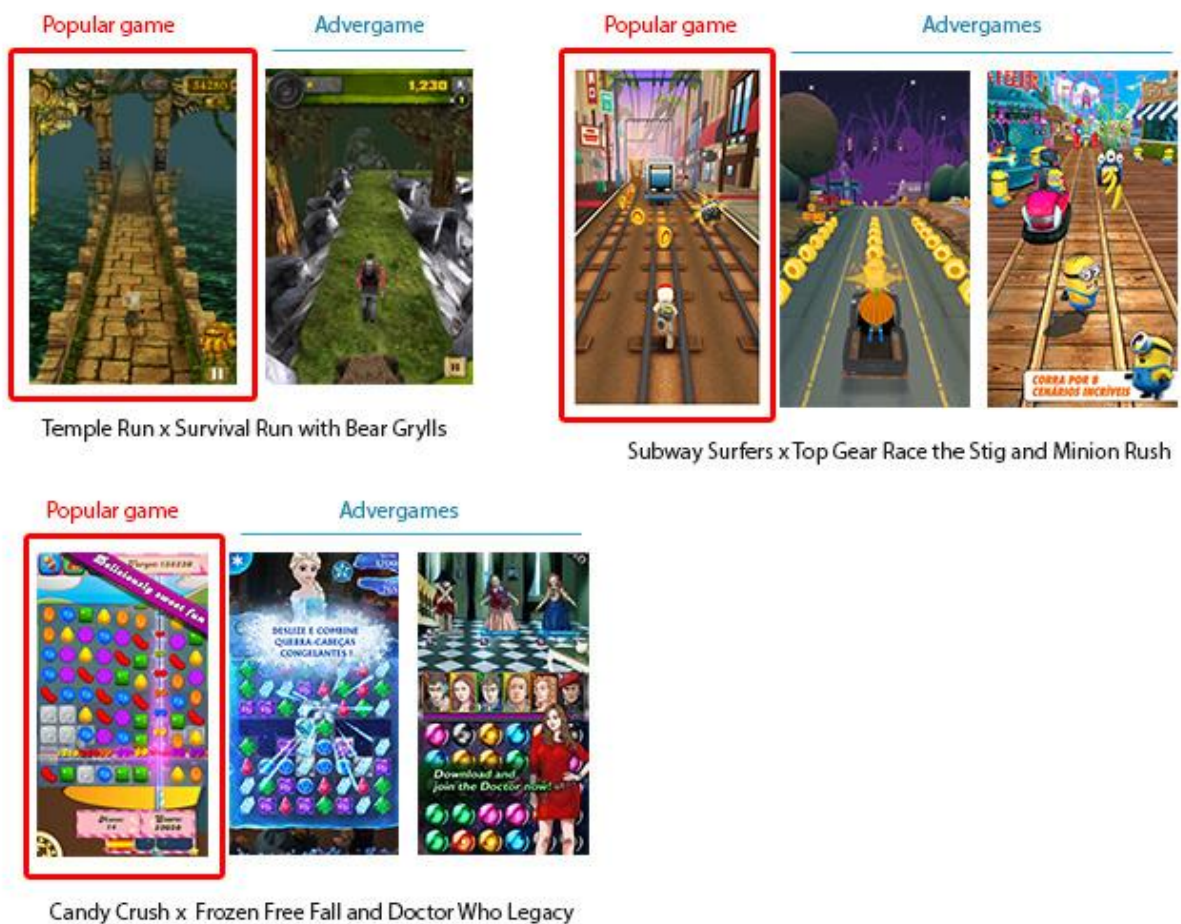 Popular game
Advergame
Popular game
Advergames
1,230
CORRA POR 8
CENÁRIOS INCRÍVEIS
Temple Run x Survival Run with Bear Grylls
Subway Surfers x Top Gear Race the Stig and Minion Rush
Popular game
Advergames
Deliciously sweet fun
DESLIZE E COMBINE
QUEBRA-CABEÇAS
CONGELANTES !
Download and
join the Doctor now!
Candy Crush x Frozen Free Fall and Doctor Who Legacy